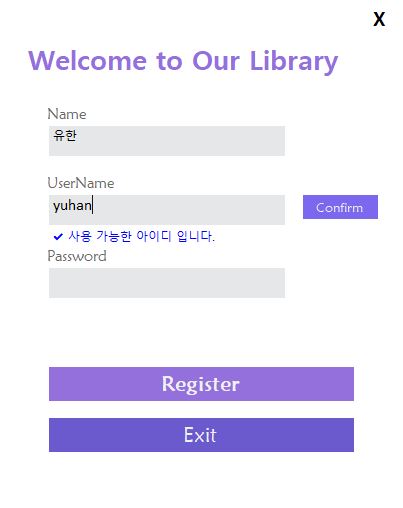 X
Welcome to Our Library
Name
유한
UserName
yuhan
Confirm
✔ 사용 가능한 아이디 입니다.
Password
Register
Exit